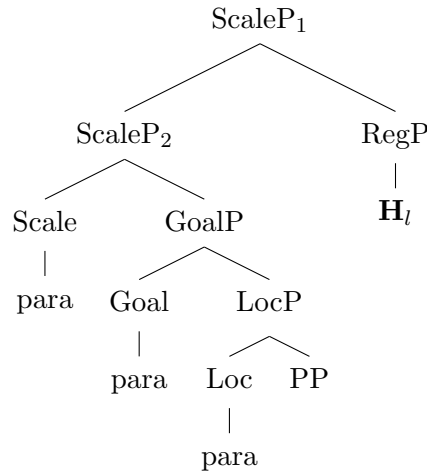 ScaleP₁
ScaleP₂ RegP
Scale GoalP 𝐇ₗ
para Goal LocP
para Loc PP
para